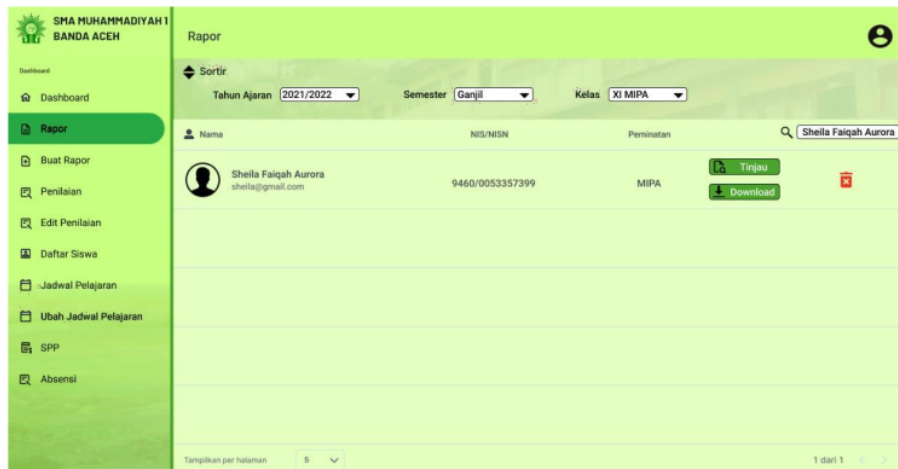 SMA MUHAMMADIYAH 1
BANDA ACEH
Dashboard
Dashboard
Rapor
Buat Rapor
Penilaian
Edit Penilaian
Daftar Siswa
Jadwal Pelajaran
Ubah Jadwal Pelajaran
SPP
Absensi
Rapor
Sortir
Tahun Ajaran 2021/2022 Semester Ganjil Kelas XI MIPA
Nama NIS/NISN Peminatan Sheila Faiqah Aurora
Sheila Faiqah Aurora
sheila@gmail.com
9460/0053357399 MIPA
Tinjau
Download
Tampilkan per halaman 5 1 dari 1